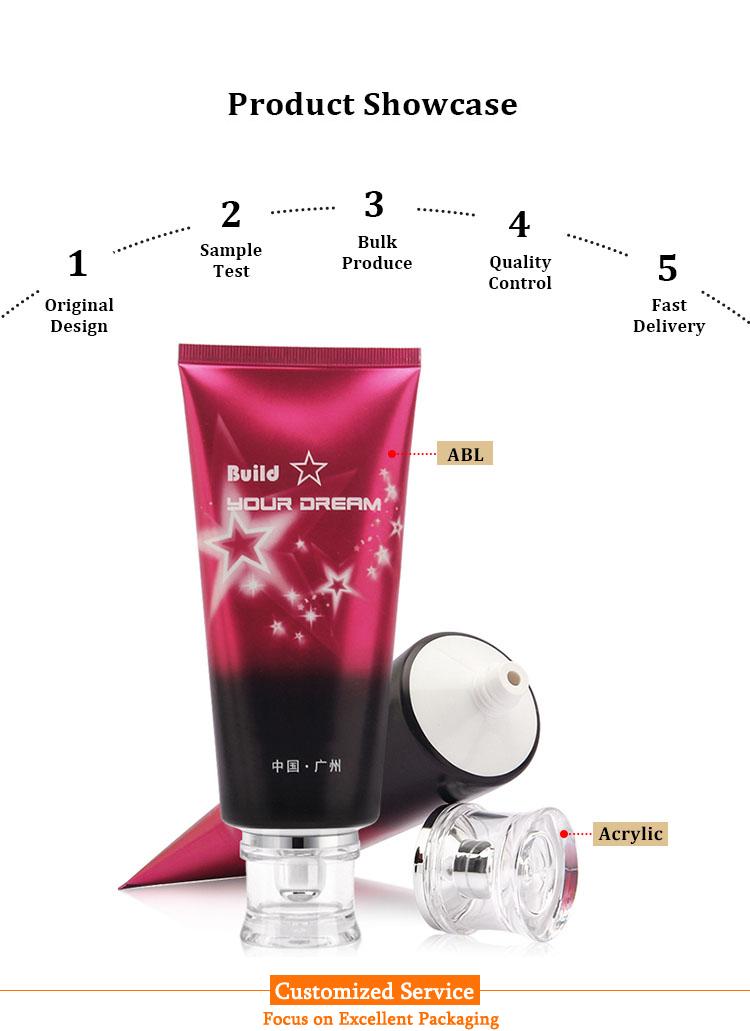 Product Showcase
1
Original
Design
2
Sample
Test
3
Bulk
Produce
4
Quality
Control
5
Fast
Delivery
ABL
Build
YOUR DREAM
中国·广州
Acrylic
Customized Service
Focus on Excellent Packaging